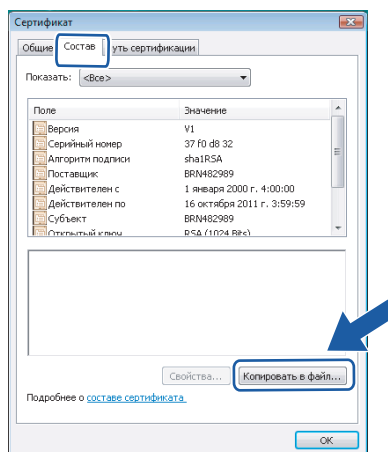 Сертификат
Общие Состав уть сертификации
Показать: <Все>
Поле Значение
Версия V1
Серийный номер 37 f0 d8 32
Алгоритм подписи sha1RSA
Поставщик BRN482989
Действителен с 1 января 2000 г. 4:00:00
Действителен по 16 октября 2011 г. 3:59:59
Субъект BRN482989
Открытый ключ RSA (1024 Bits)
Свойства... Копировать в файл...
Подробнее о составе сертификата
ОК